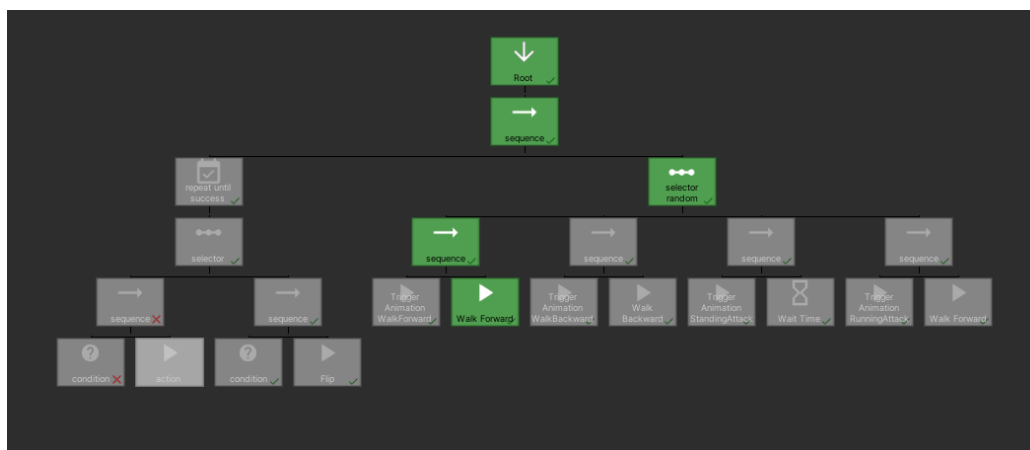 Root
sequence
repeat until
success
selector
random
selector
sequence
sequence
sequence
sequence
sequence
sequence
Trigger
Animation
WalkForward
Walk Forward
Trigger
Animation
WalkBackward
Walk
Backward
Trigger
Animation
StandingAttack
Wait Time
Trigger
Animation
RunningAttack
Walk Forward
condition
action
condition
Flip